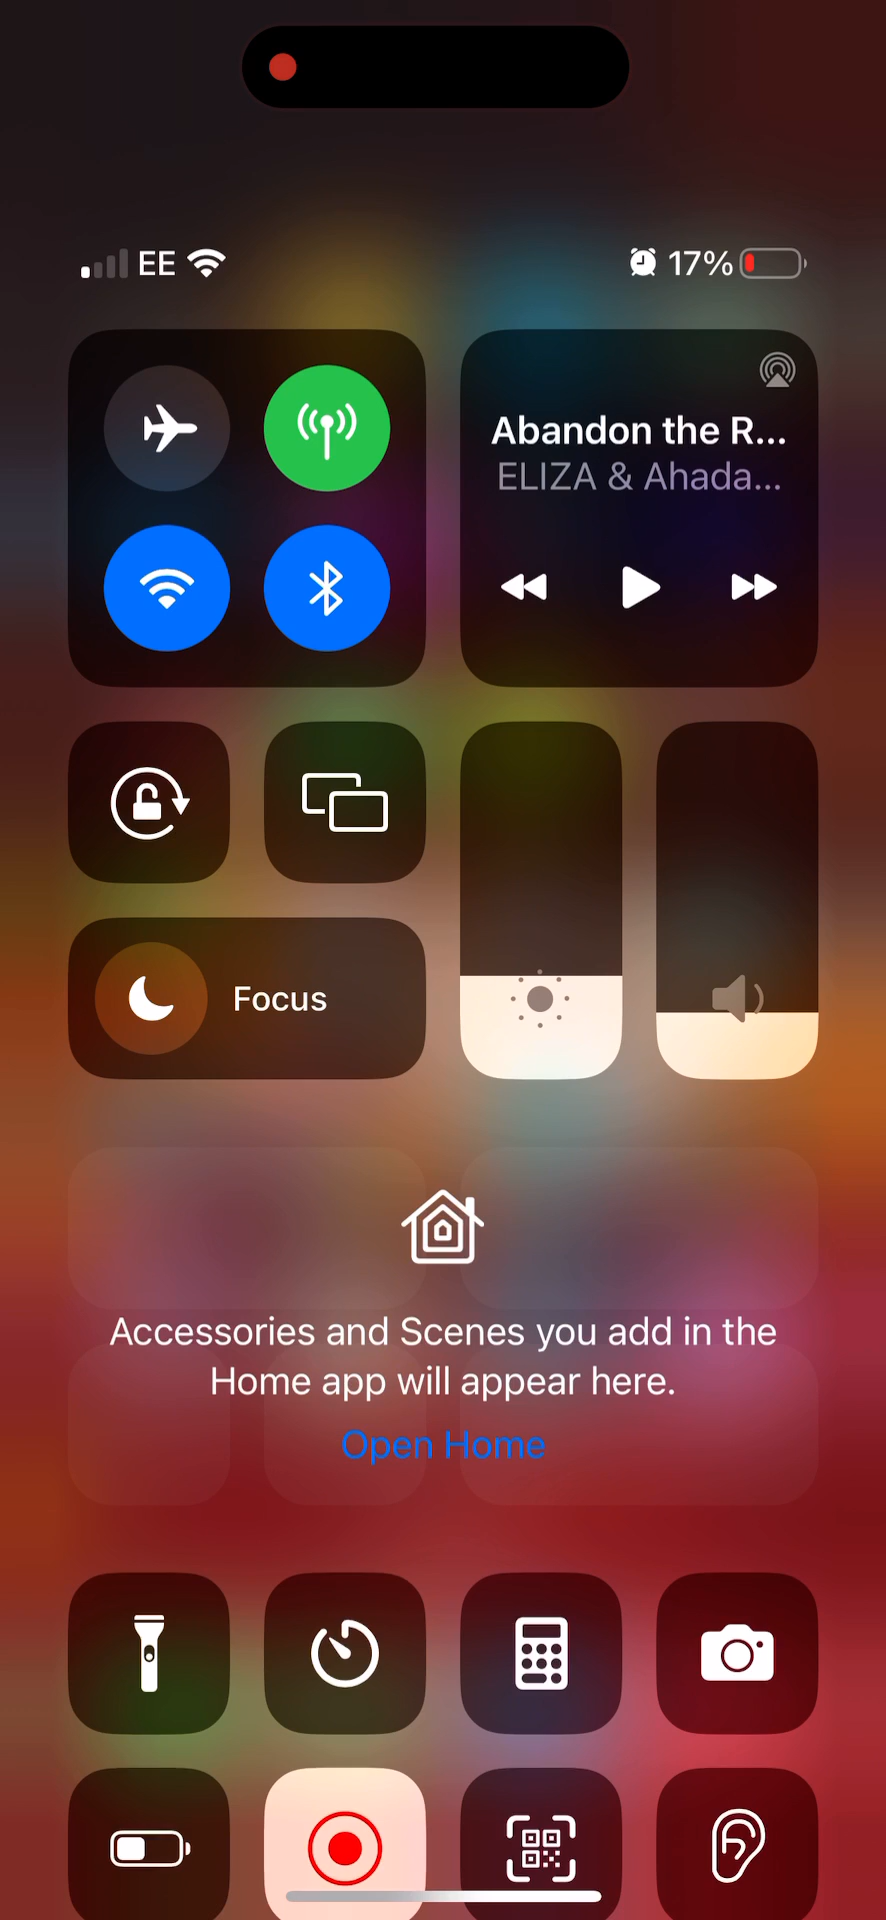 EE 17%
Abandon the R...
ELIZA & Ahada...
Focus
Accessories and Scenes you add in the
Home app will appear here.
Open Home